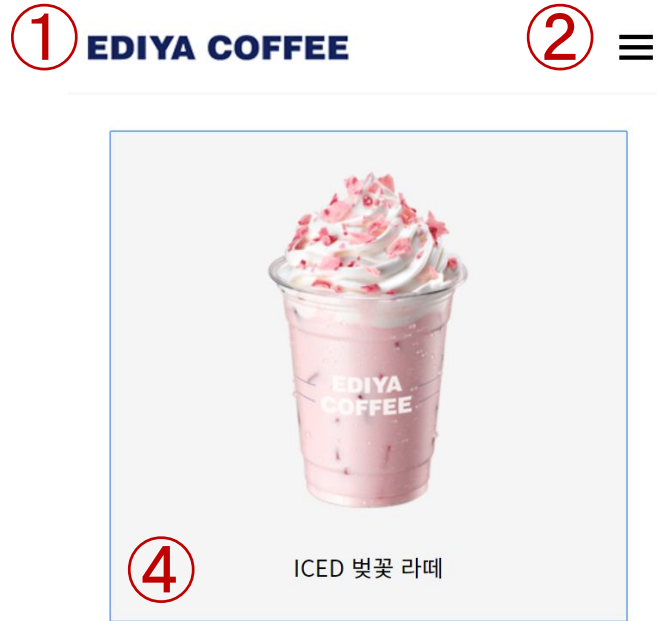 ① EDIYA COFFEE ②
EDIYA
COFFEE
④ ICED 벚꽃 라떼